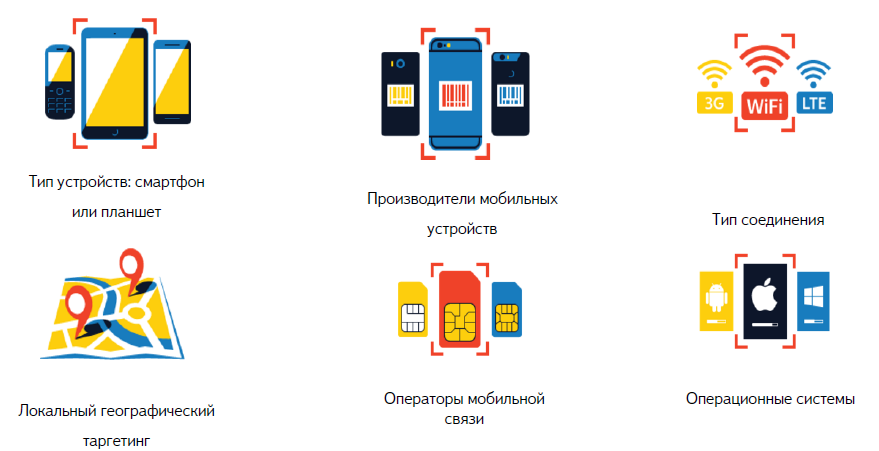 3G
WiFi
LTE
Тип устройств: смартфон
или планшет
Производители мобильных
устройств
Тип соединения
Локальный географический
таргетинг
Операторы мобильной
связи
Операционные системы